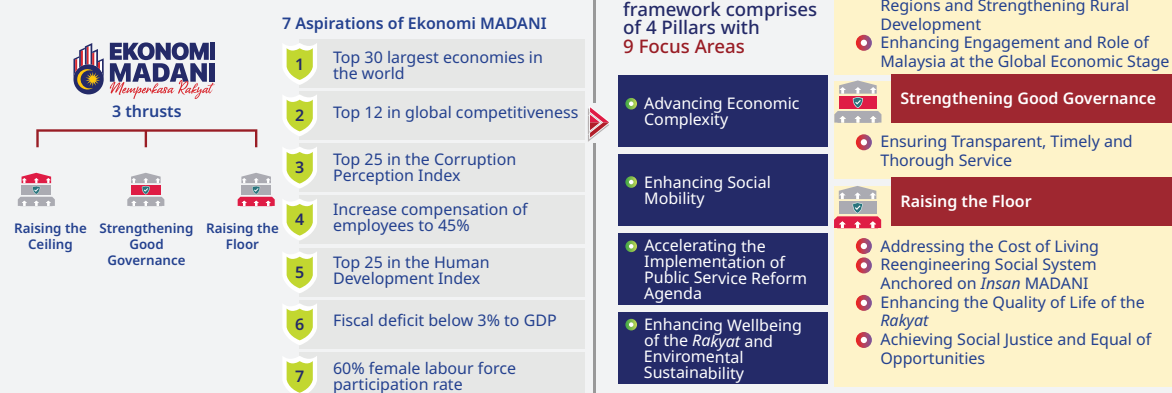 7 Aspirations of Ekonomi MADANI
EKONOMI
MADANI
Memperkasa Rakyat
3 thrusts
Raising the
Ceiling
Strengthening
Good
Governance
Raising the
Floor
1
Top 30 largest economies in
the world
2
Top 12 in global competitiveness
3
Top 25 in the Corruption
Perception Index
4
Increase compensation of
employees to 45%
5
Top 25 in the Human
Development Index
6
Fiscal deficit below 3% to GDP
7
60% female labour force
participation rate
framework comprises
of 4 Pillars with
9 Focus Areas
Advancing Economic
Complexity
Enhancing Social
Mobility
Accelerating the
Implementation of
Public Service Reform
Agenda
Enhancing Wellbeing
of the Rakyat and
Enviromental
Sustainability
Regions and Strengthening Rural
Development
Enhancing Engagement and Role of
Malaysia at the Global Economic Stage
Strengthening Good Governance
Ensuring Transparent, Timely and
Thorough Service
Raising the Floor
Addressing the Cost of Living
Reengineering Social System
Anchored on Insan MADANI
Enhancing the Quality of Life of the
Rakyat
Achieving Social Justice and Equal of
Opportunities